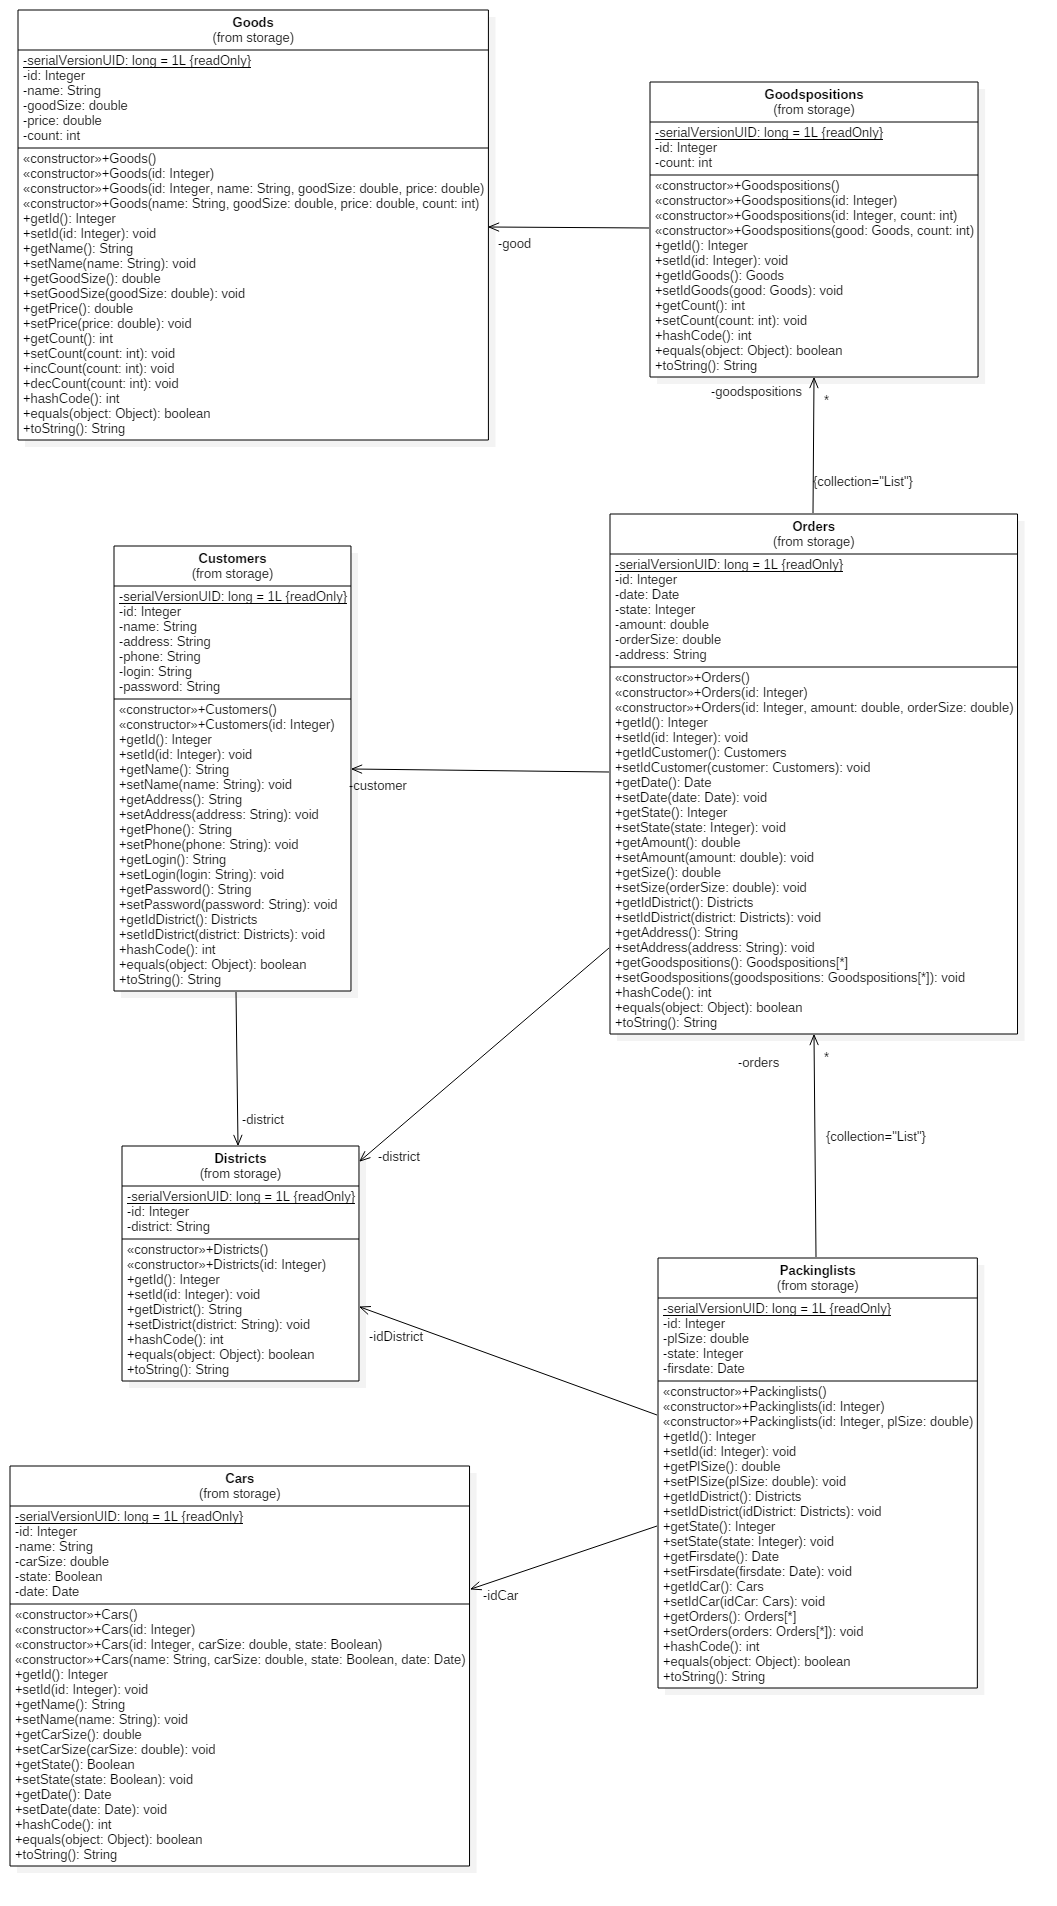 Goods
(from storage)
-serialVersionUID: long = 1L {readOnly}
-id: Integer
-name: String
-goodSize: double
-price: double
-count: int
«constructor»+Goods()
«constructor»+Goods(id: Integer)
«constructor»+Goods(id: Integer, name: String, goodSize: double, price: double)
«constructor»+Goods(name: String, goodSize: double, price: double, count: int)
+getId(): Integer
+setId(id: Integer): void
+getName(): String
+setName(name: String): void
+getGoodSize(): double
+setGoodSize(goodSize: double): void
+getPrice(): double
+setPrice(price: double): void
+getCount(): int
+setCount(count: int): void
+incCount(count: int): void
+decCount(count: int): void
+hashCode(): int
+equals(object: Object): boolean
+toString(): String
-good
Goodspositions
(from storage)
-serialVersionUID: long = 1L {readOnly}
-id: Integer
-count: int
«constructor»+Goodspositions()
«constructor»+Goodspositions(id: Integer)
«constructor»+Goodspositions(id: Integer, count: int)
«constructor»+Goodspositions(good: Goods, count: int)
+getId(): Integer
+setId(id: Integer): void
+getIdGoods(): Goods
+setIdGoods(good: Goods): void
+getCount(): int
+setCount(count: int): void
+hashCode(): int
+equals(object: Object): boolean
+toString(): String
-goodspositions
*
{collection="List"}
Customers
(from storage)
-serialVersionUID: long = 1L {readOnly}
-id: Integer
-name: String
-address: String
-phone: String
-login: String
-password: String
«constructor»+Customers()
«constructor»+Customers(id: Integer)
+getId(): Integer
+setId(id: Integer): void
+getName(): String
+setName(name: String): void
+getAddress(): String
+setAddress(address: String): void
+getPhone(): String
+setPhone(phone: String): void
+getLogin(): String
+setLogin(login: String): void
+getPassword(): String
+setPassword(password: String): void
+getIdDistrict(): Districts
+setIdDistrict(district: Districts): void
+hashCode(): int
+equals(object: Object): boolean
+toString(): String
-customer
Orders
(from storage)
-serialVersionUID: long = 1L {readOnly}
-id: Integer
-date: Date
-state: Integer
-amount: double
-orderSize: double
-address: String
«constructor»+Orders()
«constructor»+Orders(id: Integer)
«constructor»+Orders(id: Integer, amount: double, orderSize: double)
+getId(): Integer
+setId(id: Integer): void
+getIdCustomer(): Customers
+setIdCustomer(customer: Customers): void
+getDate(): Date
+setDate(date: Date): void
+getState(): Integer
+setState(state: Integer): void
+getAmount(): double
+setAmount(amount: double): void
+getSize(): double
+setSize(orderSize: double): void
+getIdDistrict(): Districts
+setIdDistrict(district: Districts): void
+getAddress(): String
+setAddress(address: String): void
+getGoodspositions(): Goodspositions[*]
+setGoodspositions(goodspositions: Goodspositions[*]): void
+hashCode(): int
+equals(object: Object): boolean
+toString(): String
-orders
*
{collection="List"}
-district
-district
Districts
(from storage)
-serialVersionUID: long = 1L {readOnly}
-id: Integer
-district: String
«constructor»+Districts()
«constructor»+Districts(id: Integer)
+getId(): Integer
+setId(id: Integer): void
+getDistrict(): String
+setDistrict(district: String): void
+hashCode(): int
+equals(object: Object): boolean
+toString(): String
-idDistrict
Packinglists
(from storage)
-serialVersionUID: long = 1L {readOnly}
-id: Integer
-plSize: double
-state: Integer
-firsdate: Date
«constructor»+Packinglists()
«constructor»+Packinglists(id: Integer)
«constructor»+Packinglists(id: Integer, plSize: double)
+getId(): Integer
+setId(id: Integer): void
+getPlSize(): double
+setPlSize(plSize: double): void
+getIdDistrict(): Districts
+setIdDistrict(idDistrict: Districts): void
+getState(): Integer
+setState(state: Integer): void
+getFirsdate(): Date
+setFirsdate(firsdate: Date): void
+getIdCar(): Cars
+setIdCar(idCar: Cars): void
+getOrders(): Orders[*]
+setOrders(orders: Orders[*]): void
+hashCode(): int
+equals(object: Object): boolean
+toString(): String
-idCar
Cars
(from storage)
-serialVersionUID: long = 1L {readOnly}
-id: Integer
-name: String
-carSize: double
-state: Boolean
-date: Date
«constructor»+Cars()
«constructor»+Cars(id: Integer)
«constructor»+Cars(id: Integer, carSize: double, state: Boolean)
«constructor»+Cars(name: String, carSize: double, state: Boolean, date: Date)
+getId(): Integer
+setId(id: Integer): void
+getName(): String
+setName(name: String): void
+getCarSize(): double
+setCarSize(carSize: double): void
+getState(): Boolean
+setState(state: Boolean): void
+getDate(): Date
+setDate(date: Date): void
+hashCode(): int
+equals(object: Object): boolean
+toString(): String